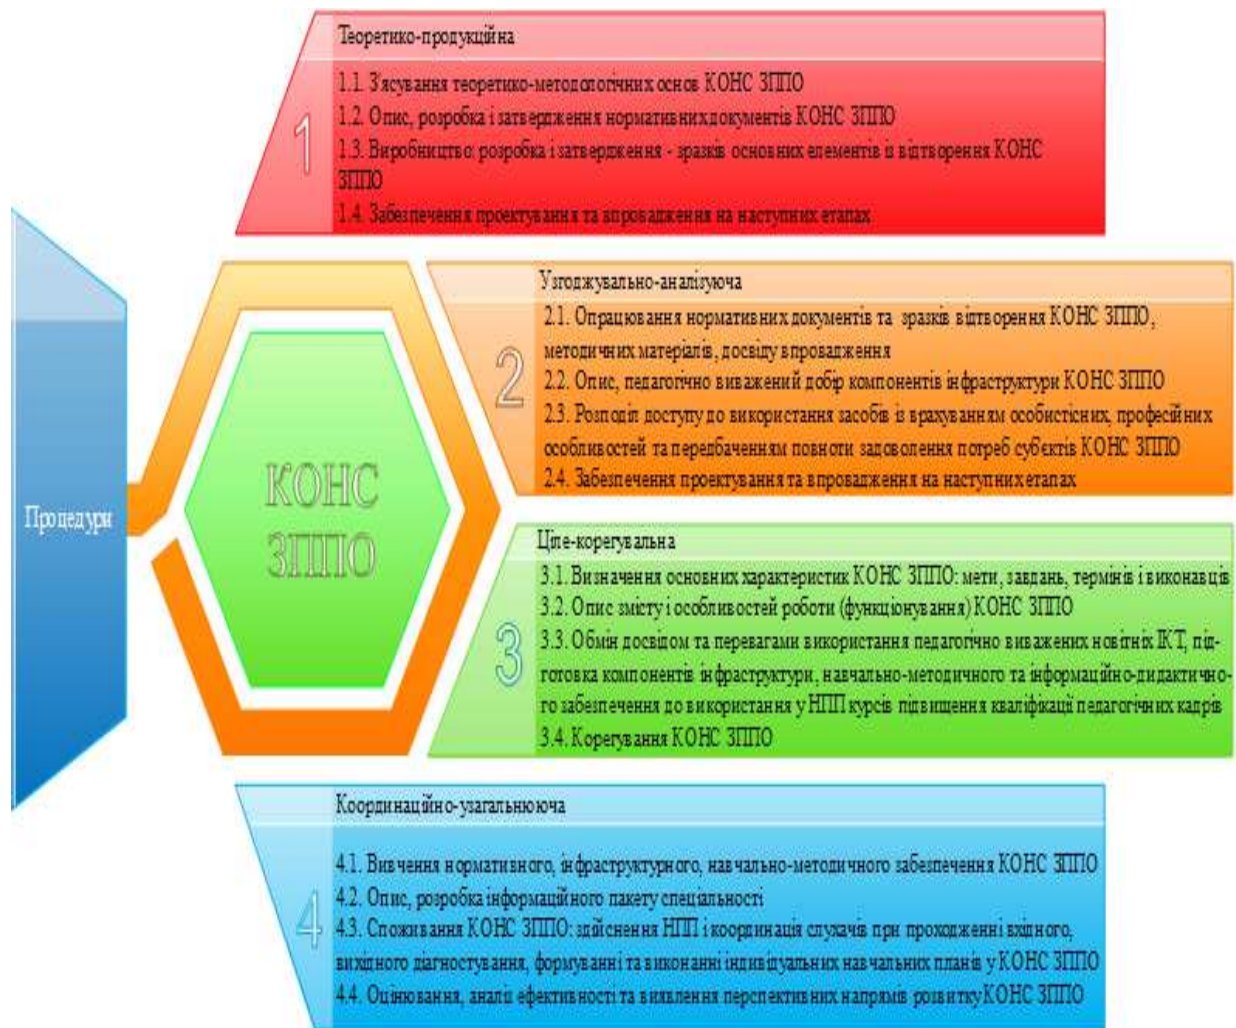 Теоретико-продукційна
1.1. З'ясування теоретико-методологічних основ КОНС ЗППО
1.2. Опис, розробка і затвердження нормативних документів КОНС ЗППО
1.3. Виробництво: розробка і затвердження - зразків основних елементів із відтворення КОНС
ЗППО
1.4. Забезпечення проектування та впровадження на наступних етапах
1
Узгоджувально-аналізуюча
2.1. Опрацювання нормативних документів та зразків відтворення КОНС ЗППО,
методичних матеріалів, досвіду впровадження
2.2. Опис, педагогічно виважений добір компонентів інфраструктури КОНС ЗППО
2.3. Розподіл доступу до використання засобів із врахуванням особистісних, професійних
особливостей та передбаченням повноти задоволення потреб суб'єктів КОНС ЗППО
2.4. Забезпечення проектування та впровадження на наступних етапах
2
КОНС
ЗППО
Процедури
Ціле-корегувальна
3.1. Визначення основних характеристик КОНС ЗППО: мети, завдань, термінів і виконавців
3.2. Опис змісту і особливостей роботи (функціонування) КОНС ЗППО
3.3. Обмін досвідом та перевагами використання педагогічно виважених новітніх ІКТ, під-
готовка компонентів інфраструктури, навчально-методичного та інформаційно-дидактично-
го забезпечення до використання у НПП курсів підвищення кваліфікації педагогічних кадрів
3.4. Корегування КОНС ЗППО
3
Координаційно-узагальнююча
4.1. Вивчення нормативного, інфраструктурного, навчально-методичного забезпечення КОНС ЗППО
4.2. Опис, розробка інформаційного пакету спеціальності
4.3. Споживання КОНС ЗППО: здійснення НПП і координація слухачів при проходженні вхідного,
вихідного діагностування, формуванні та виконанні індивідуальних навчальних планів у КОНС ЗППО
4.4. Оцінювання, аналіз ефективності та виявлення перспективних напрямів розвитку КОНС ЗППО
4